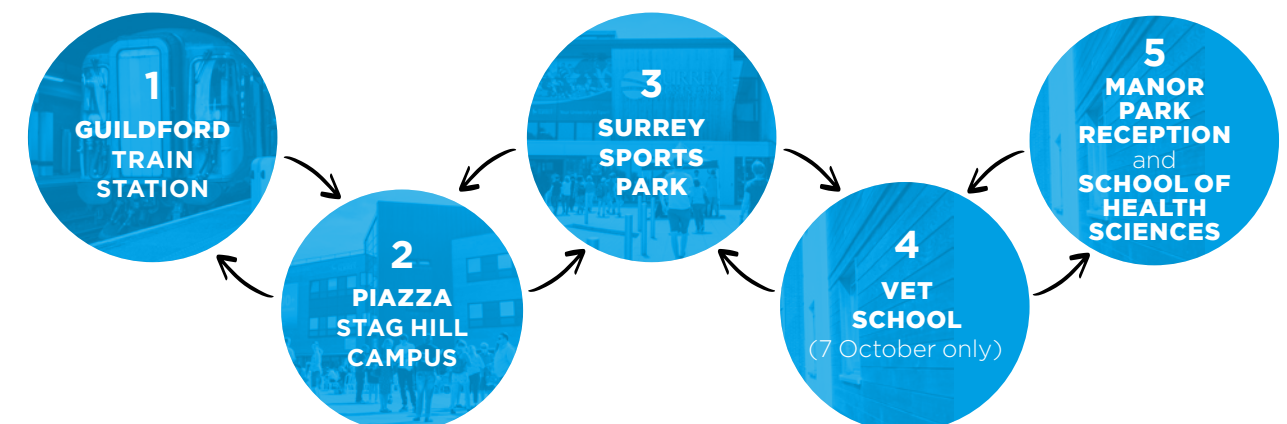 1
GUILDFORD
TRAIN
STATION
2
PIAZZA
STAG HILL
CAMPUS
3
SURREY
SPORTS
PARK
4
VET
SCHOOL
(7 October only)
5
MANOR
PARK
RECEPTION
and
SCHOOL OF
HEALTH
SCIENCES